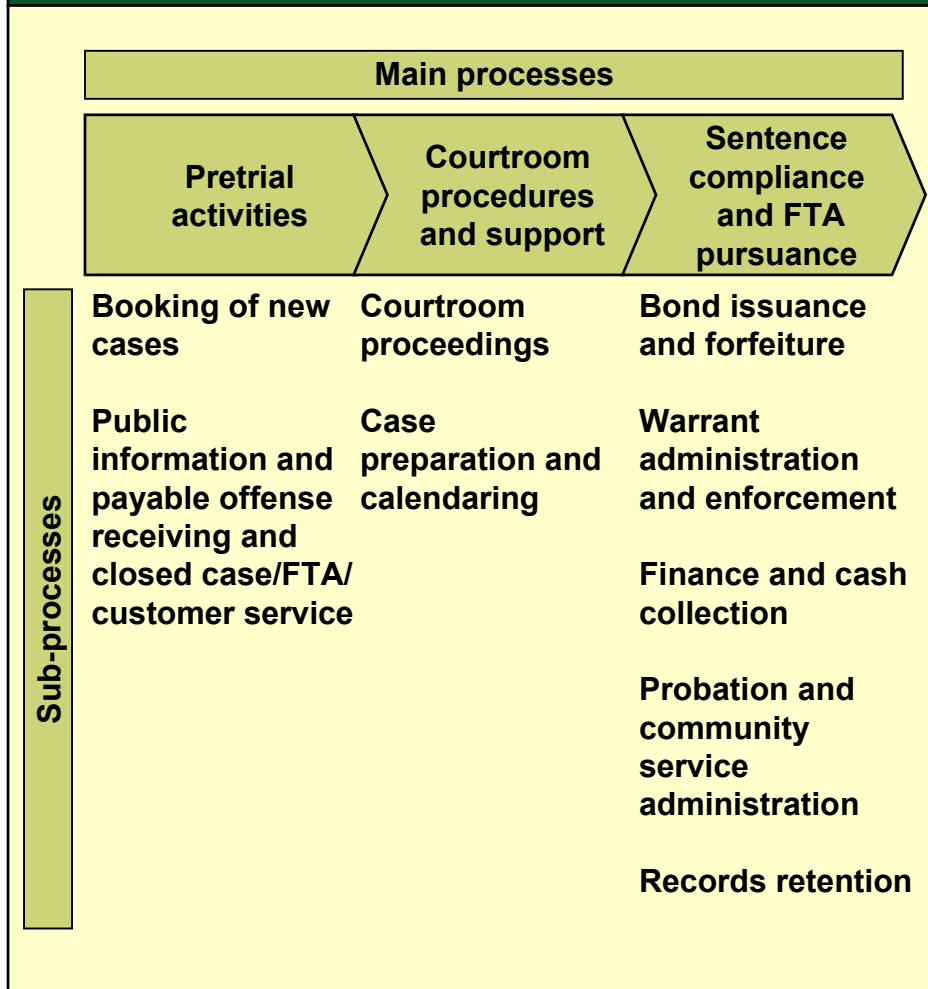 Main processes
Pretrial
activities
Courtroom
procedures
and support
Sentence
compliance
and FTA
pursuance
Sub-processes
Booking of new
cases
Public
information and
payable offense
receiving and
closed case/FTA/
customer service
Courtroom
proceedings
Case
preparation and
calendaring
Bond issuance
and forfeiture
Warrant
administration
and enforcement
Finance and cash
collection
Probation and
community
service
administration
Records retention